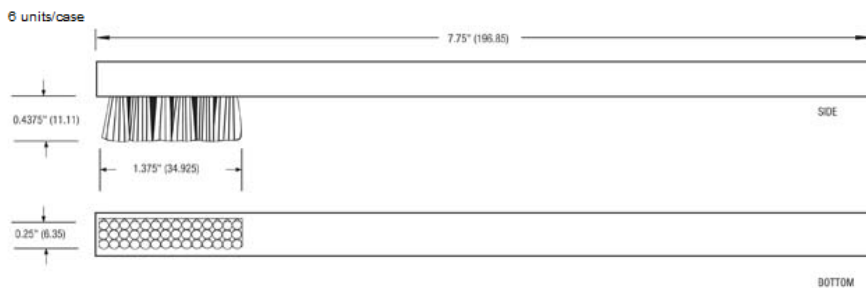 6 units/case
7.75" (196.85)
SIDE
0.4375" (11.11)
1.375" (34.925)
0.25" (6.35)
BOTTOM